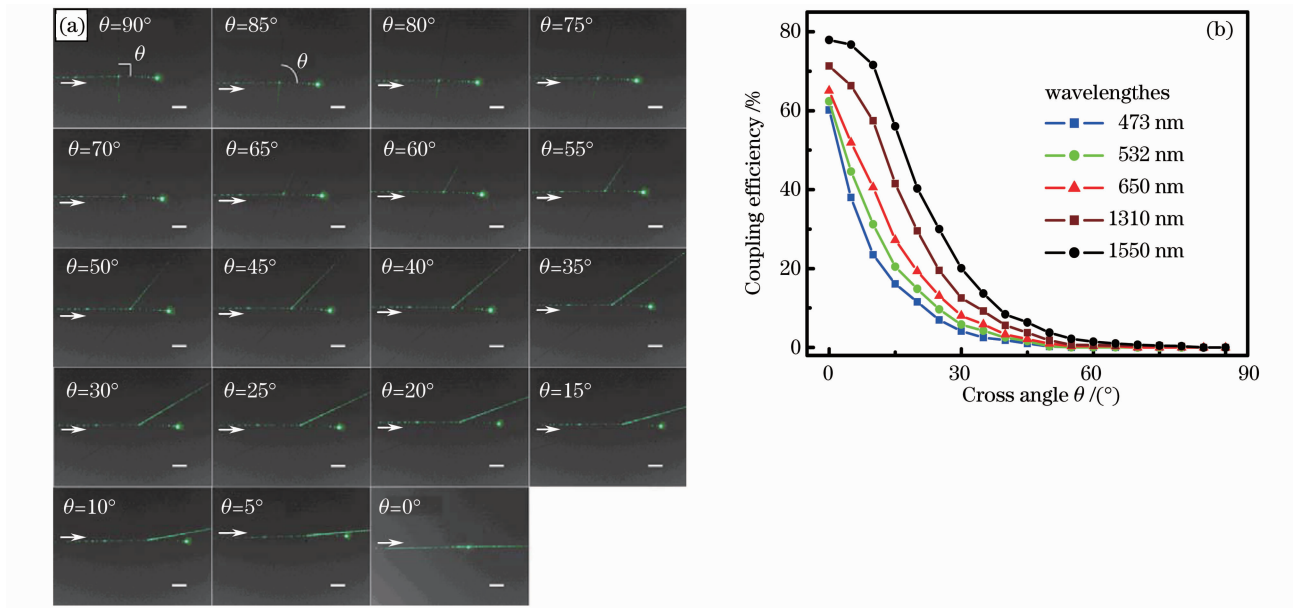 (a)
θ=90°
θ
θ=85°
θ
θ=80°
θ=75°
θ=70°
θ=65°
θ=60°
θ=55°
θ=50°
θ=45°
θ=40°
θ=35°
θ=30°
θ=25°
θ=20°
θ=15°
θ=10°
θ=5°
θ=0°
(b)
Coupling efficiency /%
80
60
40
20
0
wavelengthes
473 nm
532 nm
650 nm
1310 nm
1550 nm
0 30 60 90
Cross angle θ /(°)